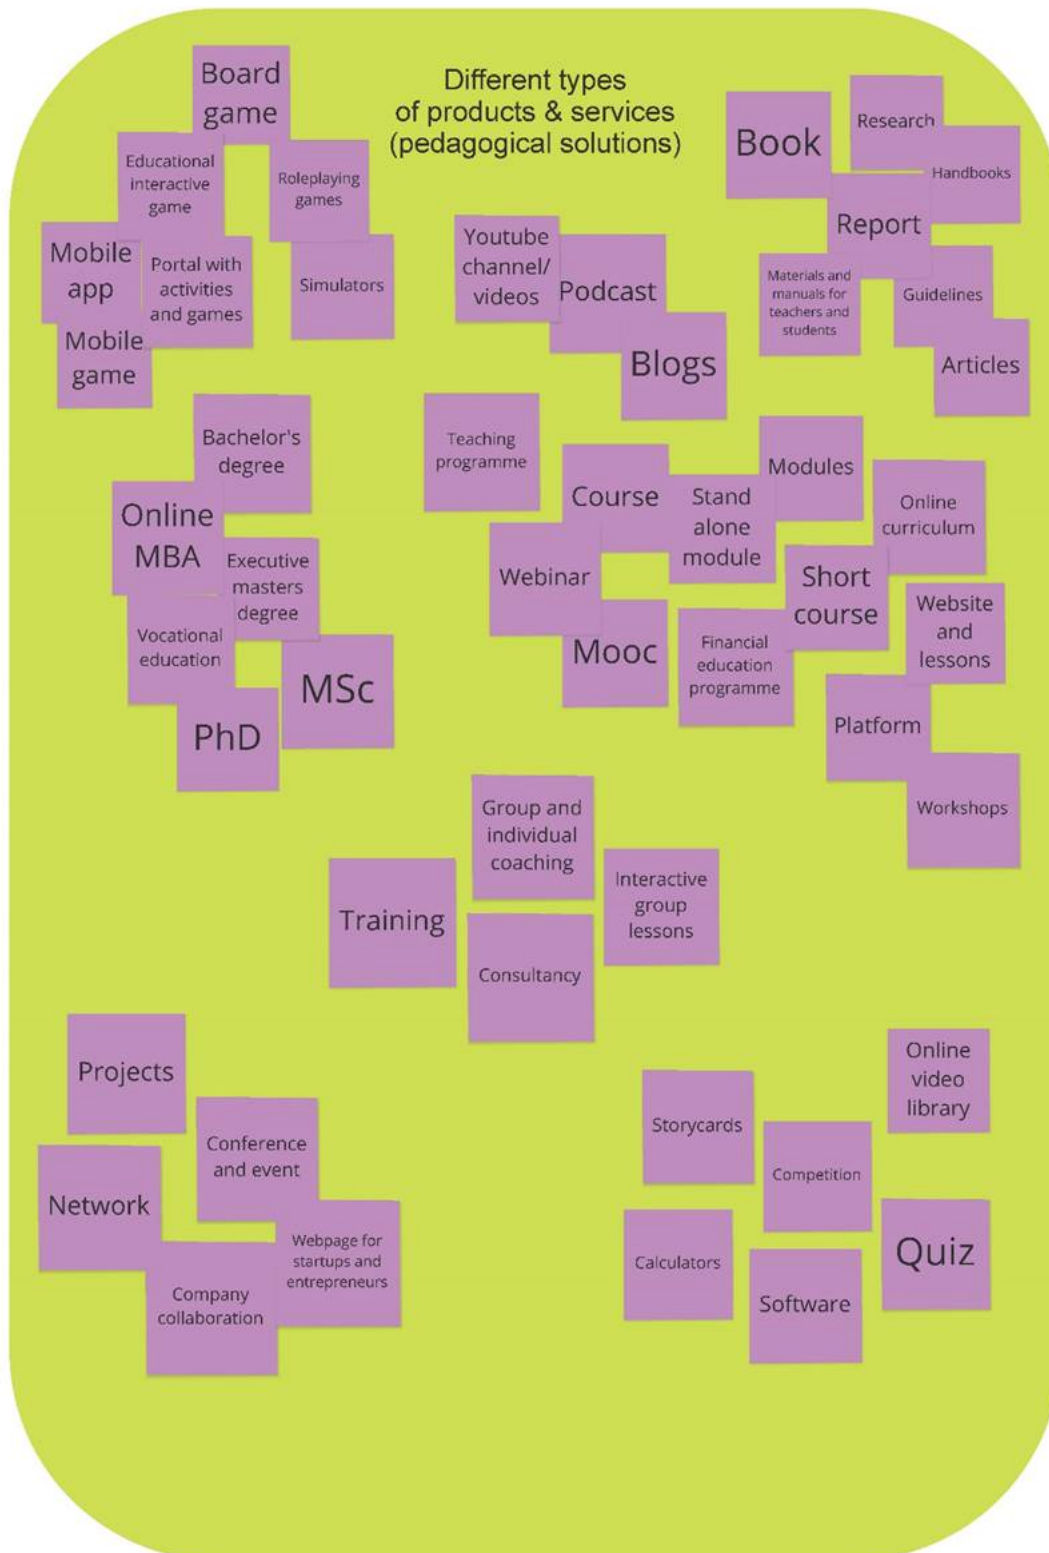 Different types
of products & services
(pedagogical solutions)
Board
game
Educational
interactive
game
Roleplaying
games
Mobile
app
Portal with
activities
and games
Simulators
Mobile
game
Youtube
channel/
videos
Podcast
Blogs
Book
Research
Handbooks
Report
Materials and
manuals for
teachers and
students
Guidelines
Articles
Bachelor's
degree
Online
MBA
Executive
masters
degree
Vocational
education
MSc
PhD
Teaching
programme
Course
Stand
alone
module
Modules
Online
curriculum
Webinar
Short
course
Mooc
Financial
education
programme
Website
and
lessons
Platform
Workshops
Group and
individual
coaching
Training
Interactive
group
lessons
Consultancy
Projects
Conference
and event
Network
Webpage for
startups and
entrepreneurs
Company
collaboration
Online
video
library
Storycards
Competition
Calculators
Software
Quiz